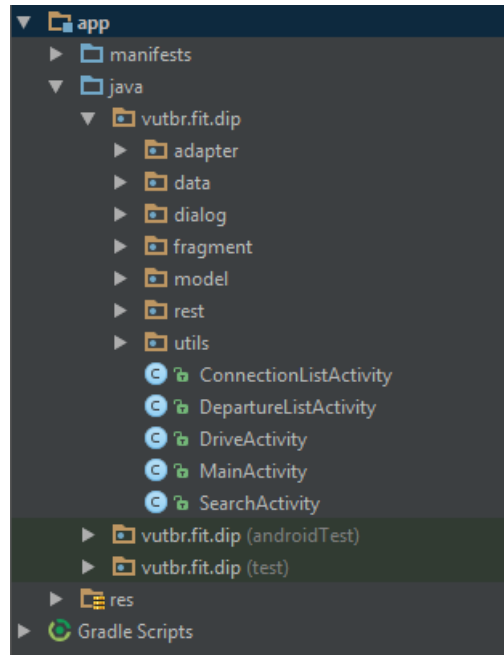 app
manifests
java
vutbr.fit.dip
adapter
data
dialog
fragment
model
rest
utils
ConnectionListActivity
DepartureListActivity
DriveActivity
MainActivity
SearchActivity
vutbr.fit.dip (androidTest)
vutbr.fit.dip (test)
res
Gradle Scripts